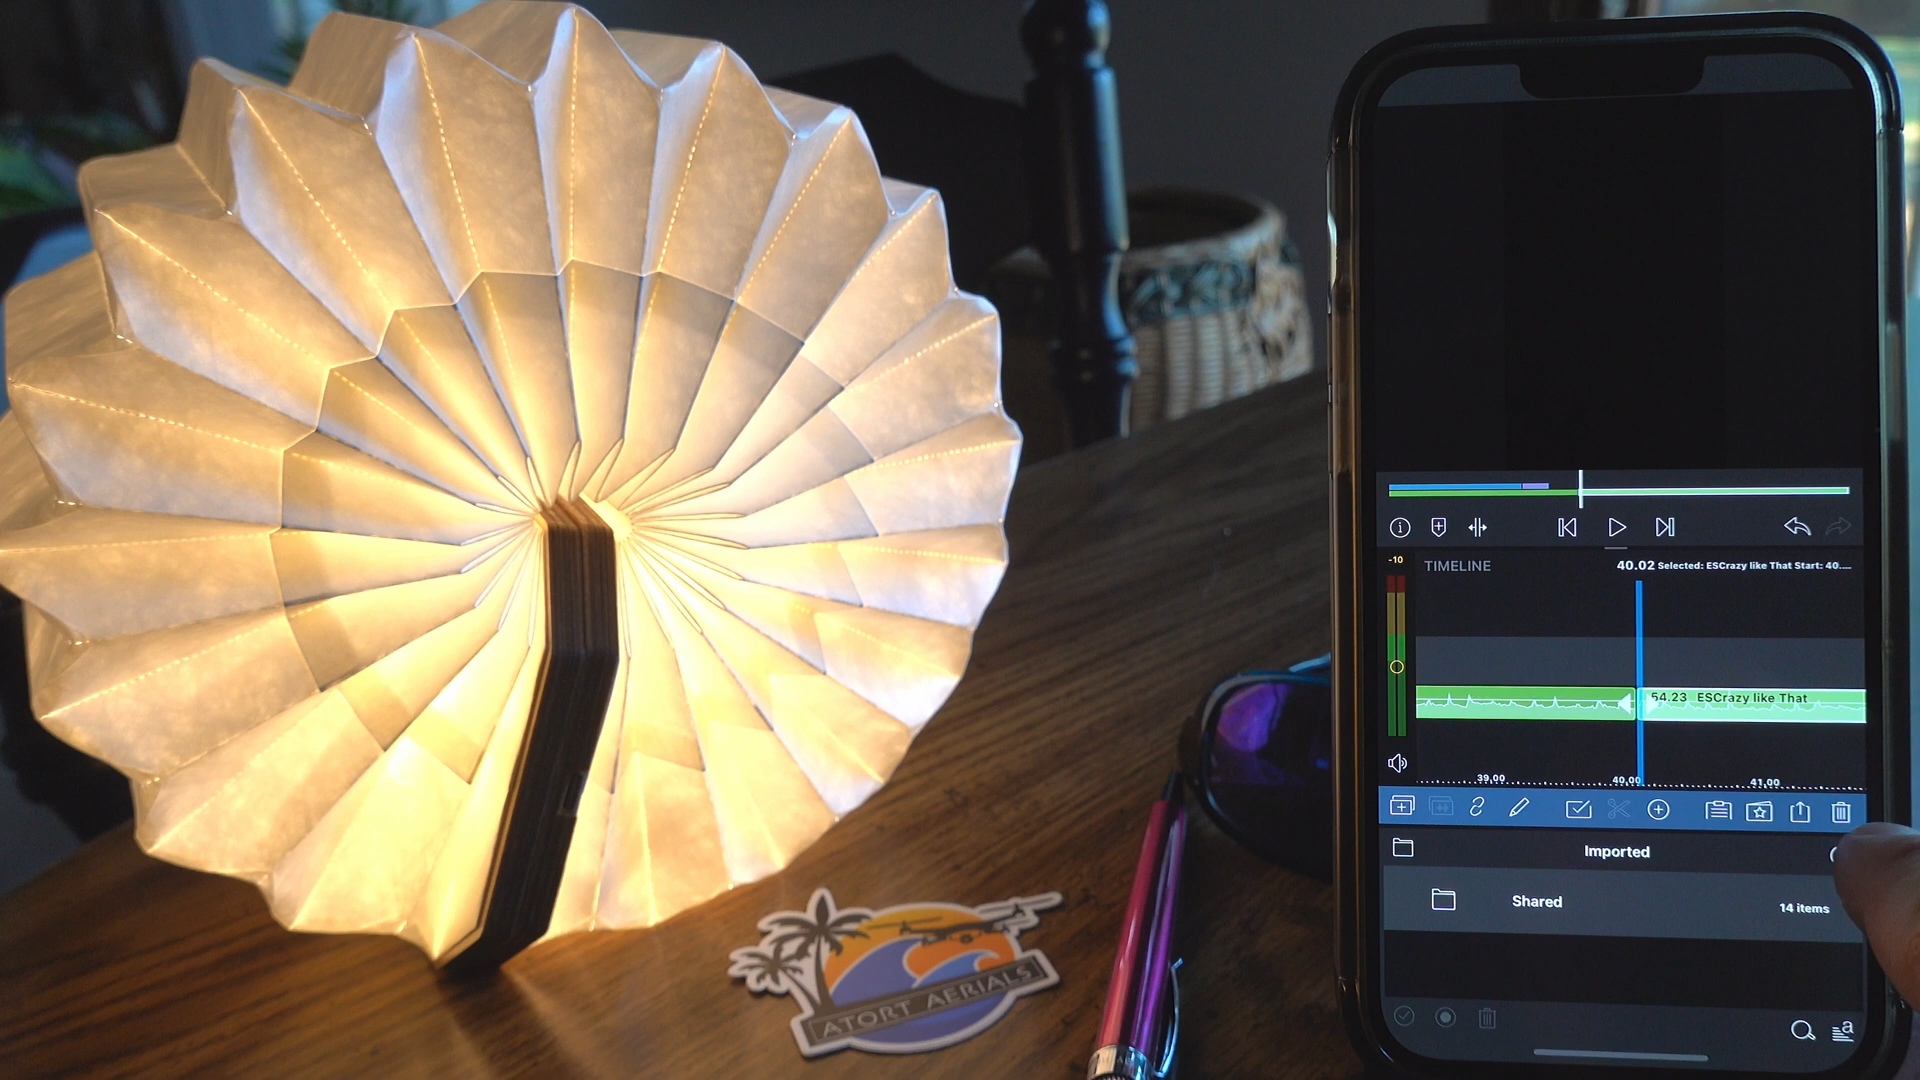 ATORT AERIALS
-10
TIMELINE
40.02 Selected: ESCrazy like That Start: 40....
54.23 ESCrazy like That
39.00
40.00
41.00
Imported
Shared
14 items